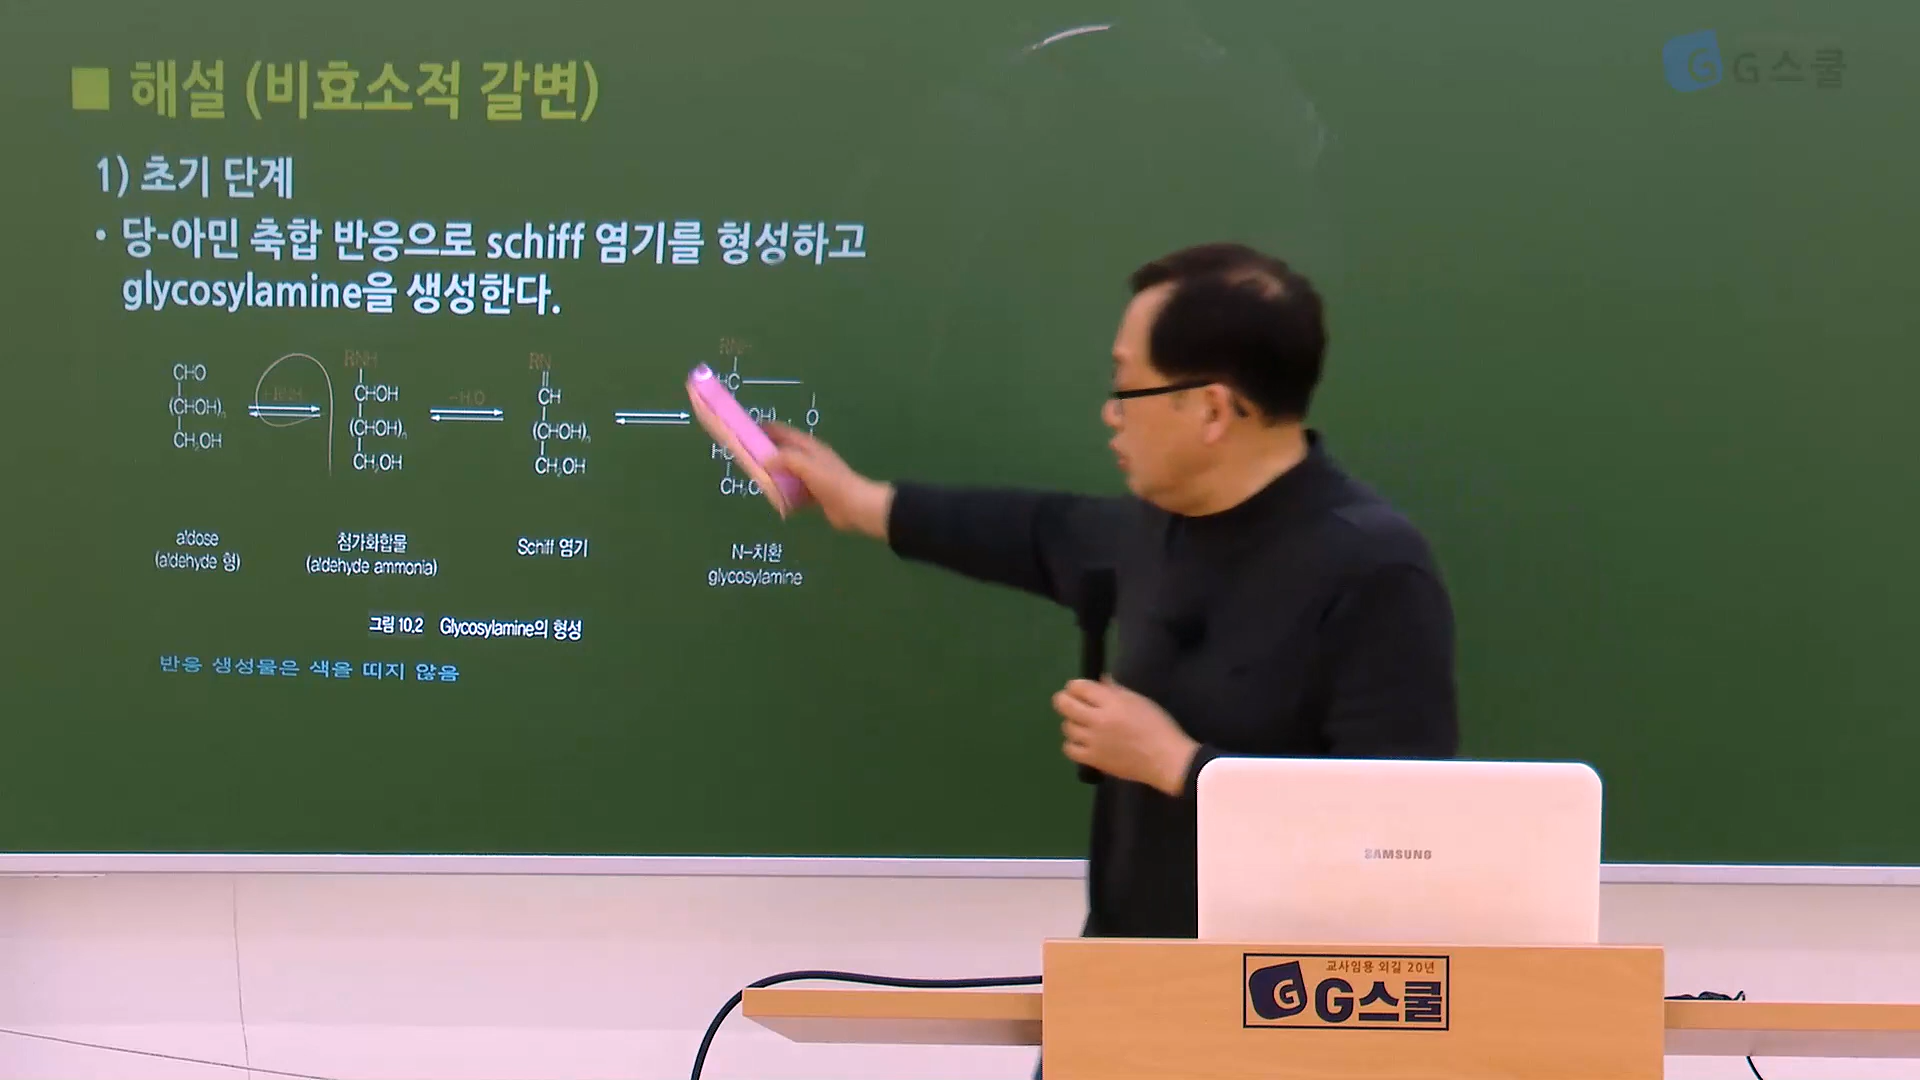 G스쿨
■ 해설 (비효소적 갈변)
1) 초기 단계
• 당-아민 축합 반응으로 schiff 염기를 형성하고
glycosylamine을 생성한다.
CHO
(CHOH)n
CH2OH
RNH
CHOH
(CHOH)n
CH2OH
-H2O
RN
CH
(CHOH)n
CH2OH
HC
O
aldose
(aldehyde 형)
첨가화합물
(aldehyde ammonia)
Schiff 염기
N-치환
glycosylamine
그림 10.2 Glycosylamine의 형성
반응 생성물은 색을 띠지 않음
SAMSUNG
교사임용 외길 20년
G스쿨